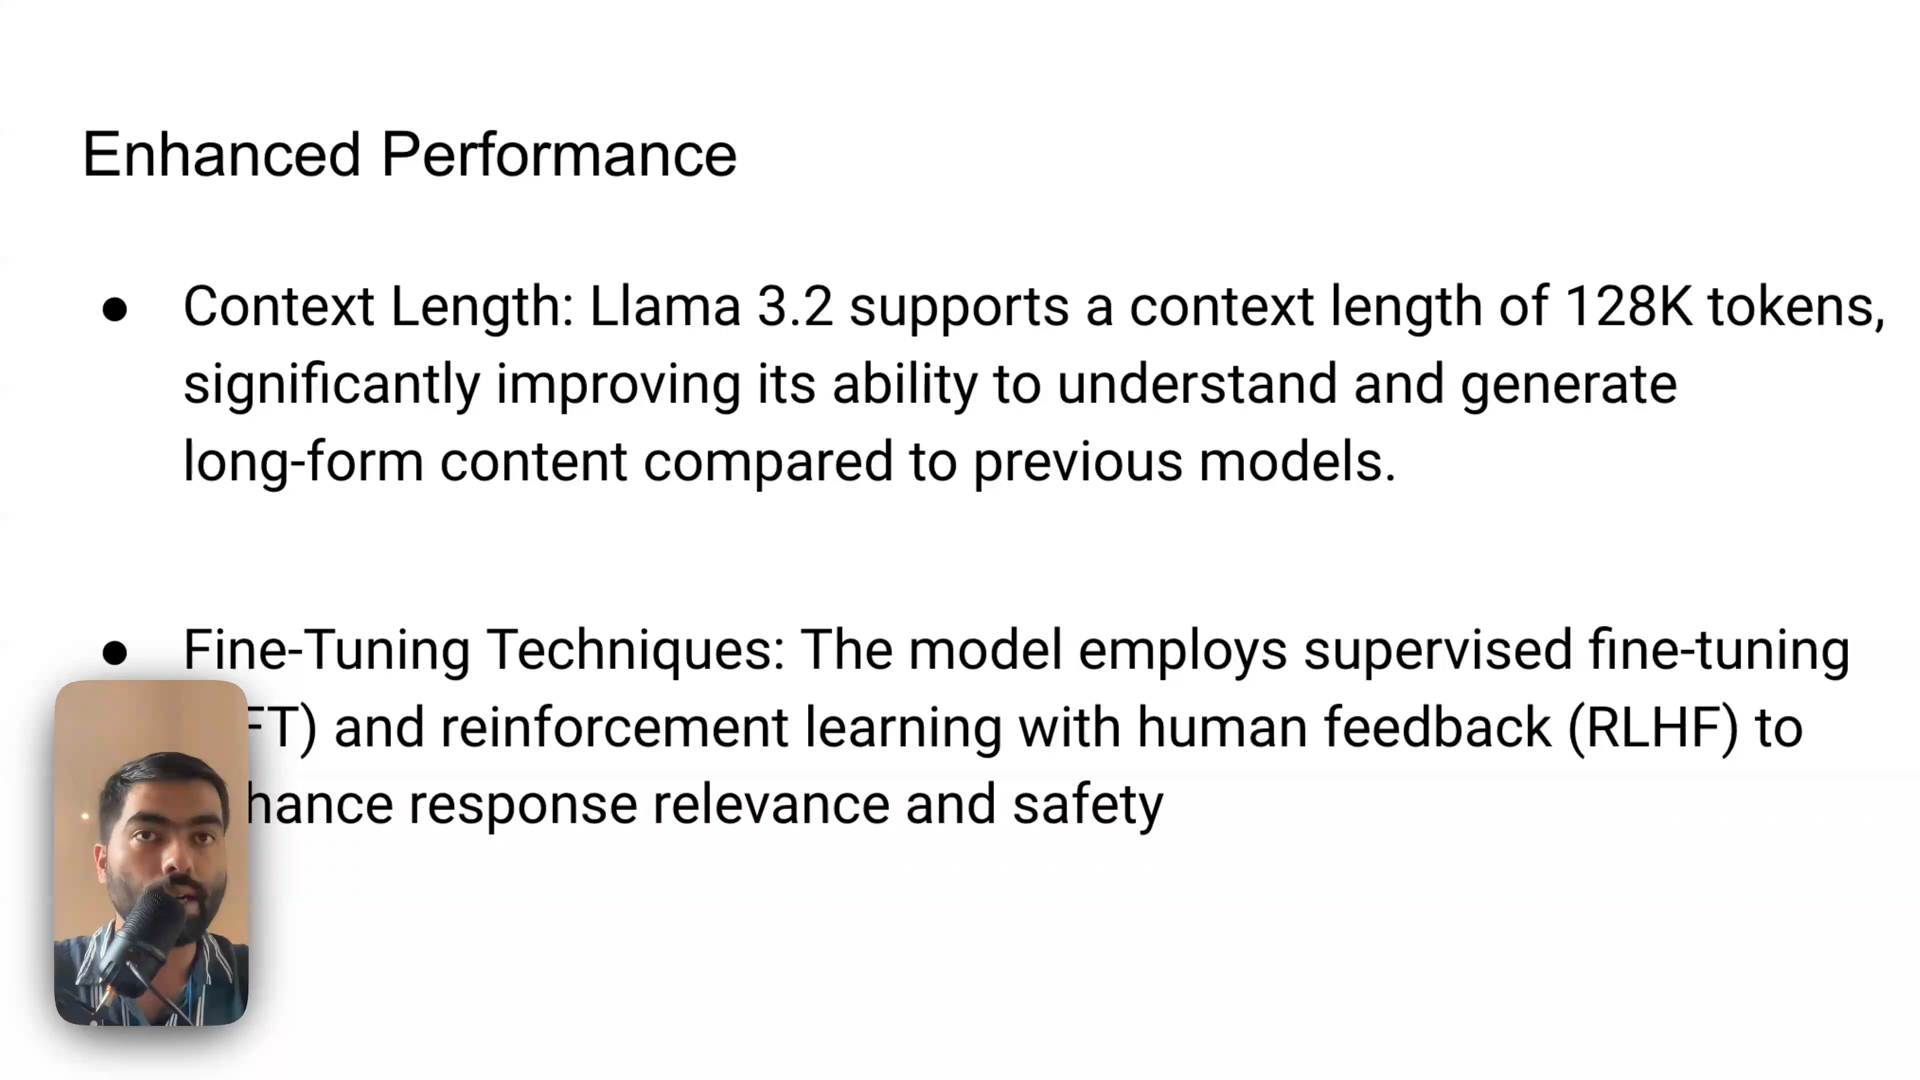 Enhanced Performance
● Context Length: Llama 3.2 supports a context length of 128K tokens,
significantly improving its ability to understand and generate
long-form content compared to previous models.
● Fine-Tuning Techniques: The model employs supervised fine-tuning
FT) and reinforcement learning with human feedback (RLHF) to
hance response relevance and safety